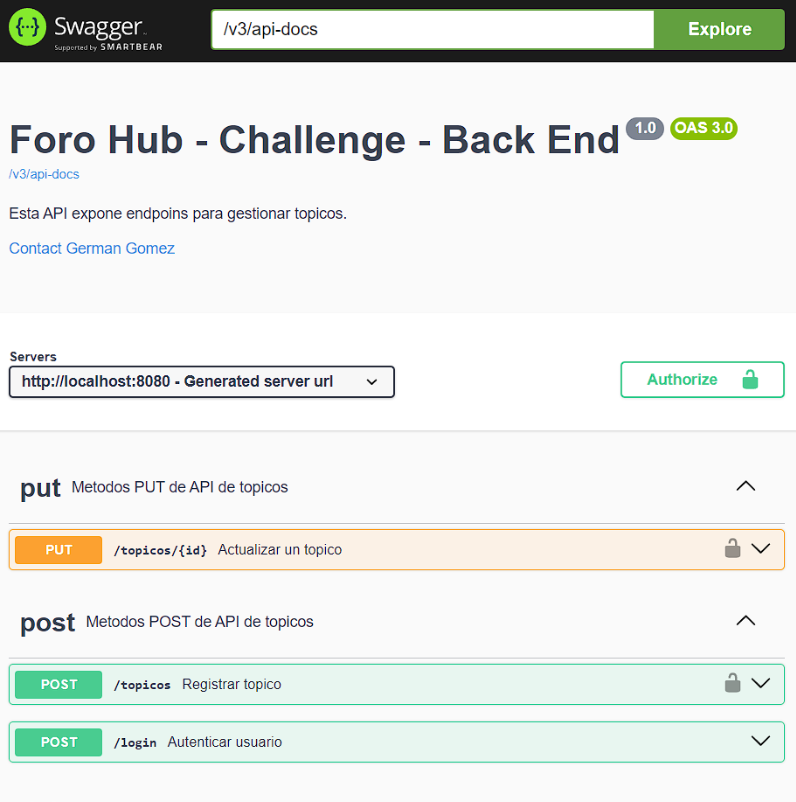 {...} Swagger
Supported by SMARTBEAR
/v3/api-docs
Explore
Foro Hub - Challenge - Back End 1.0 OAS 3.0
/v3/api-docs
Esta API expone endpoins para gestionar topicos.
Contact German Gomez
Servers
http://localhost:8080 - Generated server url
Authorize
put Metodos PUT de API de topicos
PUT /topicos/{id} Actualizar un topico
post Metodos POST de API de topicos
POST /topicos Registrar topico
POST /login Autenticar usuario